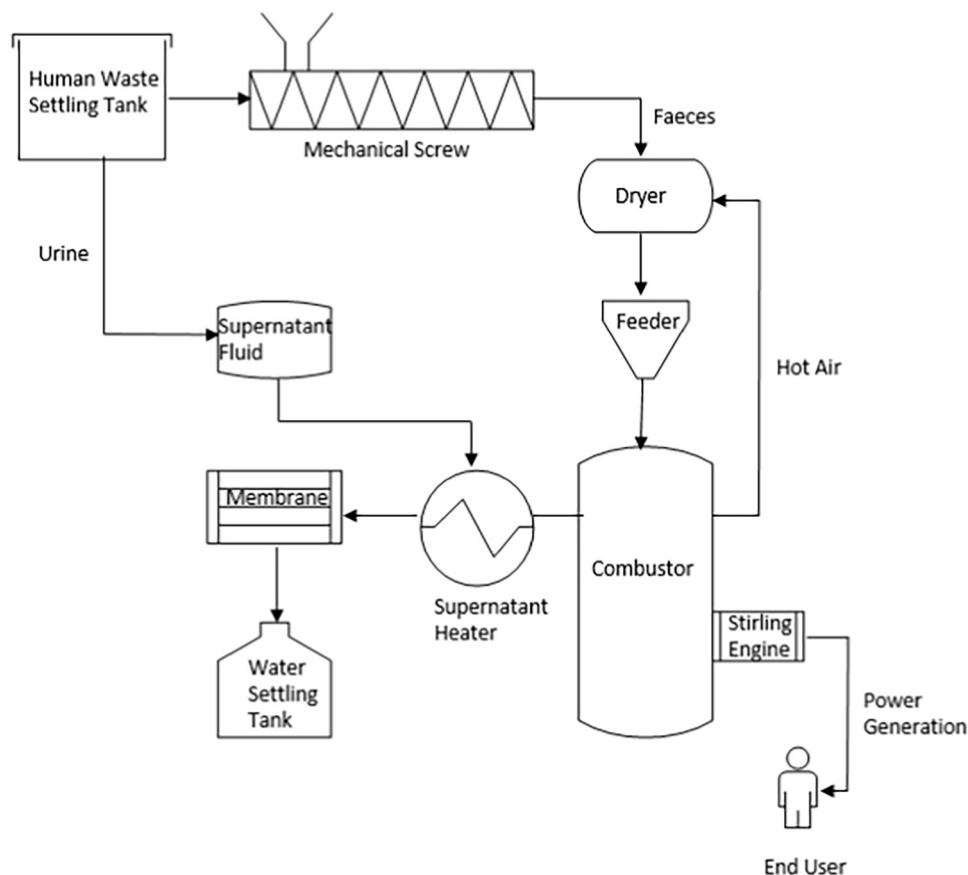 Human Waste
Settling Tank
Mechanical Screw
Faeces
Dryer
Urine
Supernatant
Fluid
Feeder
Hot Air
Membrane
Combustor
Supernatant
Heater
Stirling
Engine
Water
Settling
Tank
Power
Generation
End User